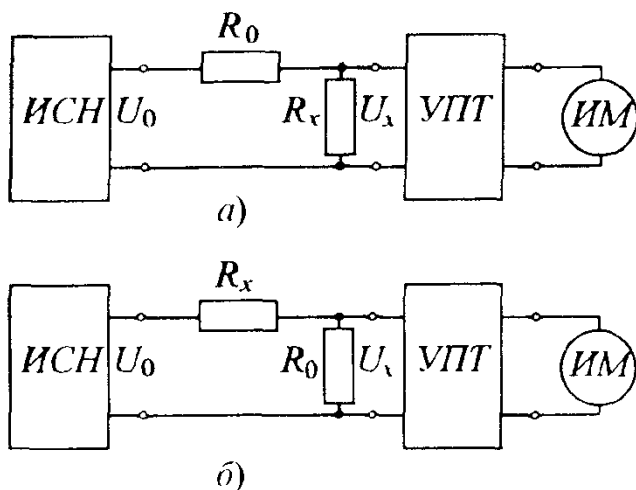 R₀
ИСН U₀ Rₓ Uₓ УПТ ИМ
а)
Rₓ
ИСН U₀ R₀ Uₓ УПТ ИМ
б)